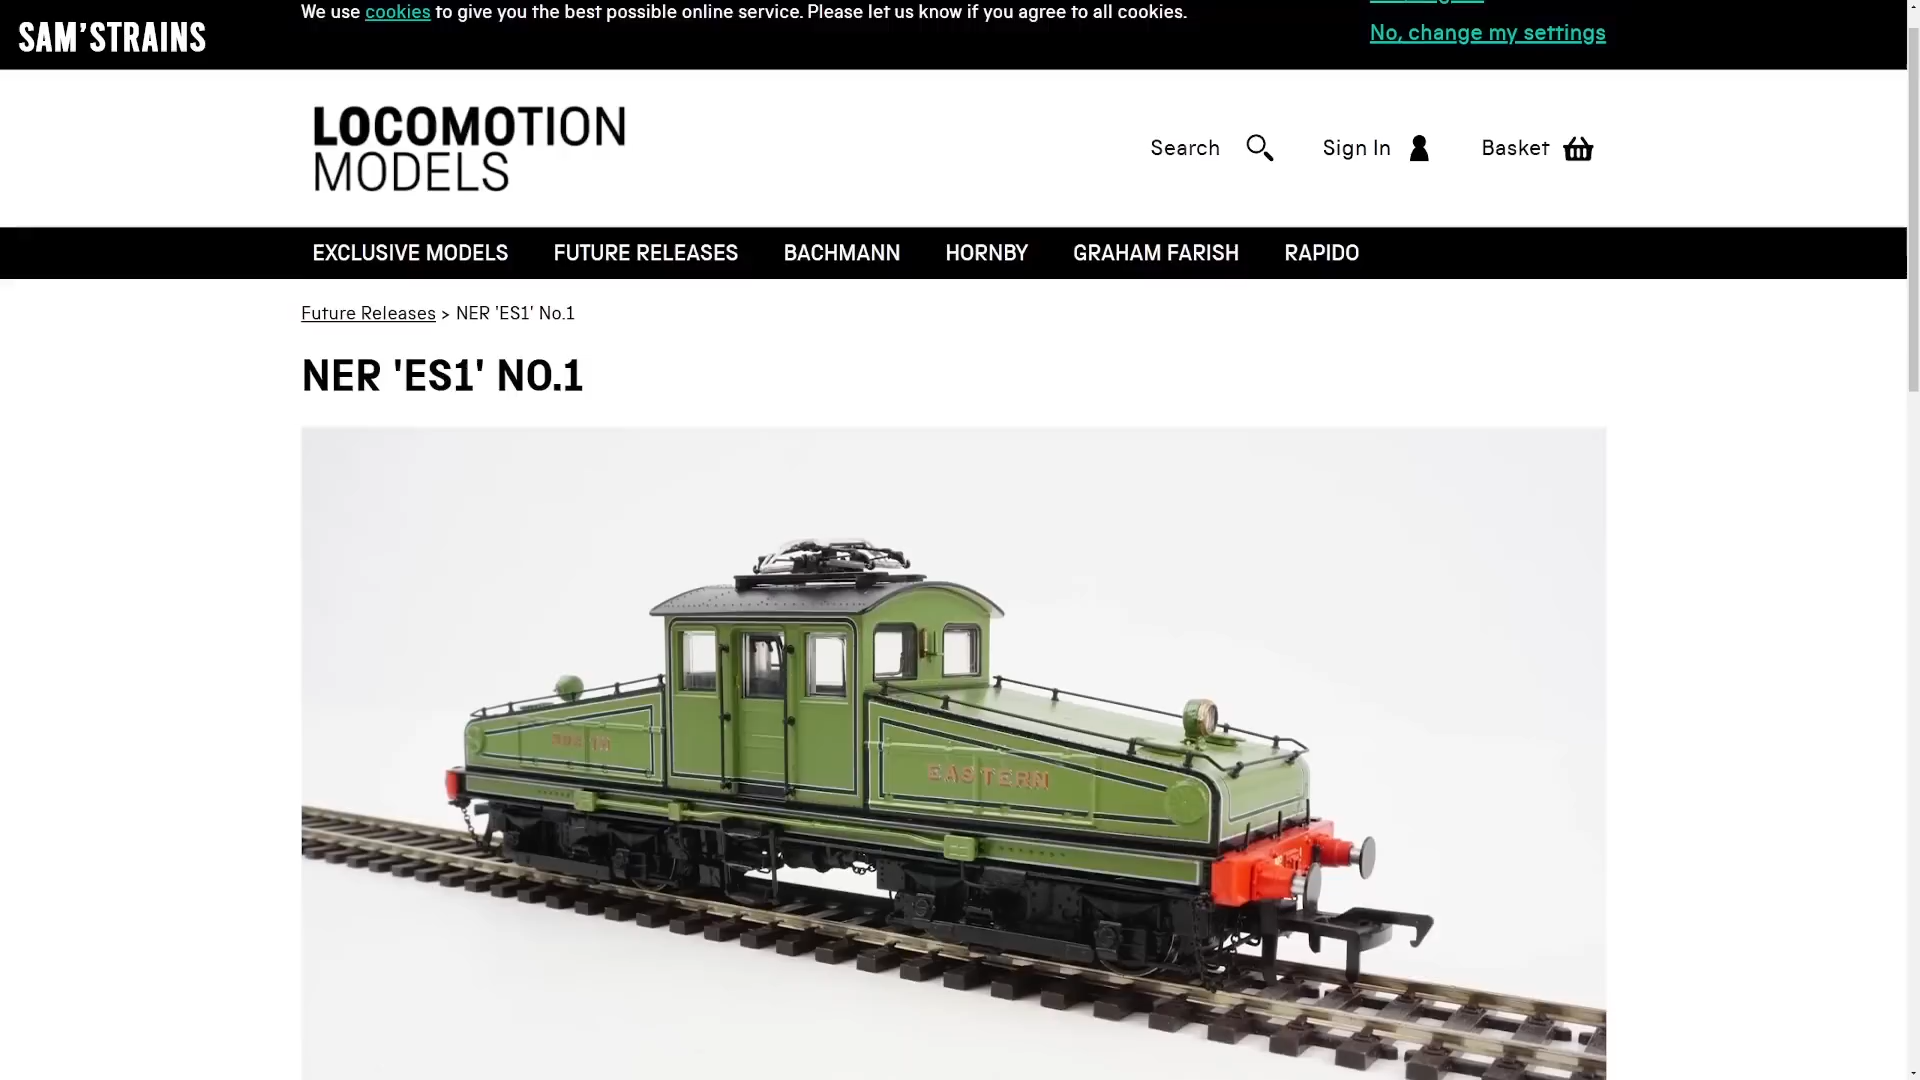 We use cookies to give you the best possible online service. Please let us know if you agree to all cookies.
No, change my settings
SAM'STRAINS
LOCOMOTION
MODELS
Search
Sign In
Basket
EXCLUSIVE MODELS
FUTURE RELEASES
BACHMANN
HORNBY
GRAHAM FARISH
RAPIDO
Future Releases > NER 'ES1' No.1
NER 'ES1' NO.1
NORTH
EASTERN